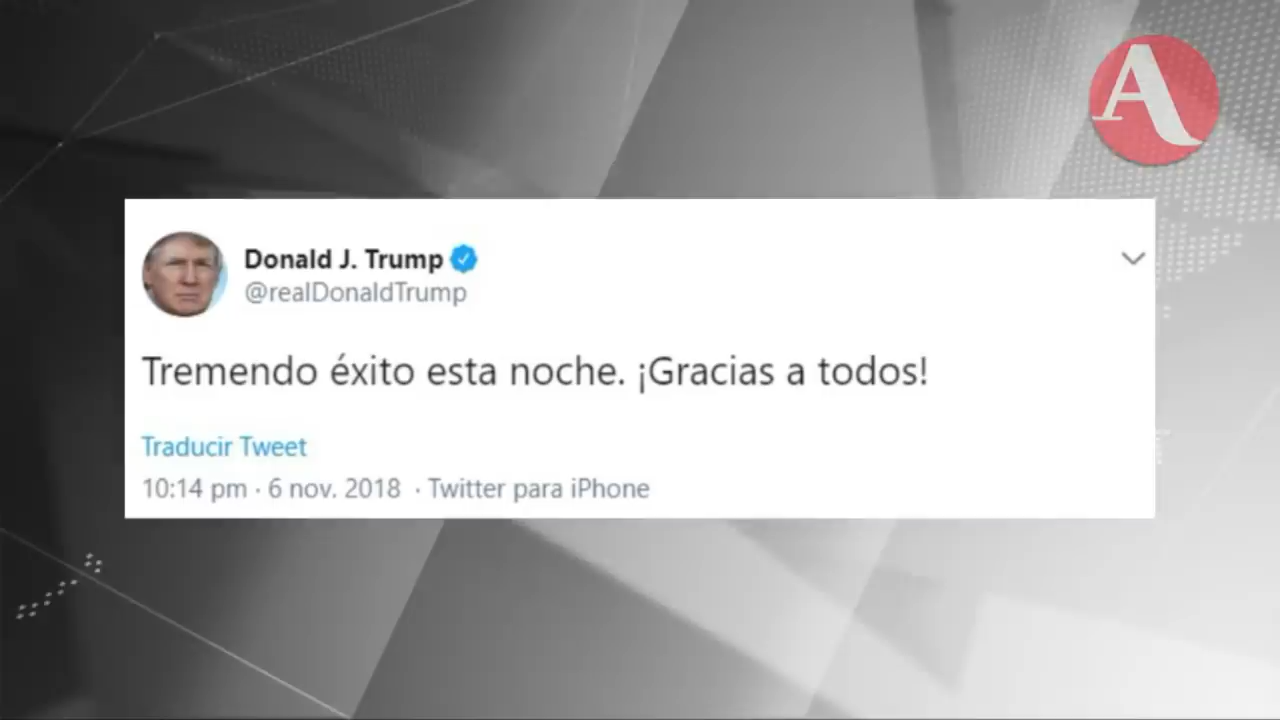 A
Donald J. Trump
@realDonaldTrump
Tremendo éxito esta noche. ¡Gracias a todos!
Traducir Tweet
10:14 pm · 6 nov. 2018 · Twitter para iPhone